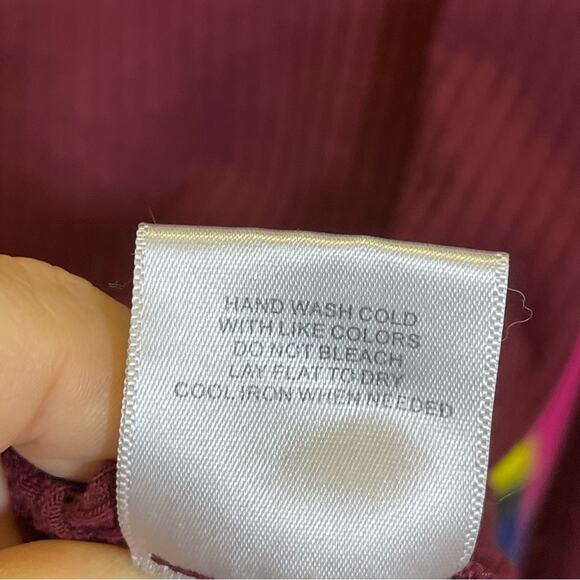 HAND WASH COLD
WITH LIKE COLORS
DO NOT BLEACH
LAY FLAT TO DRY
COOL IRON WHEN NEEDED